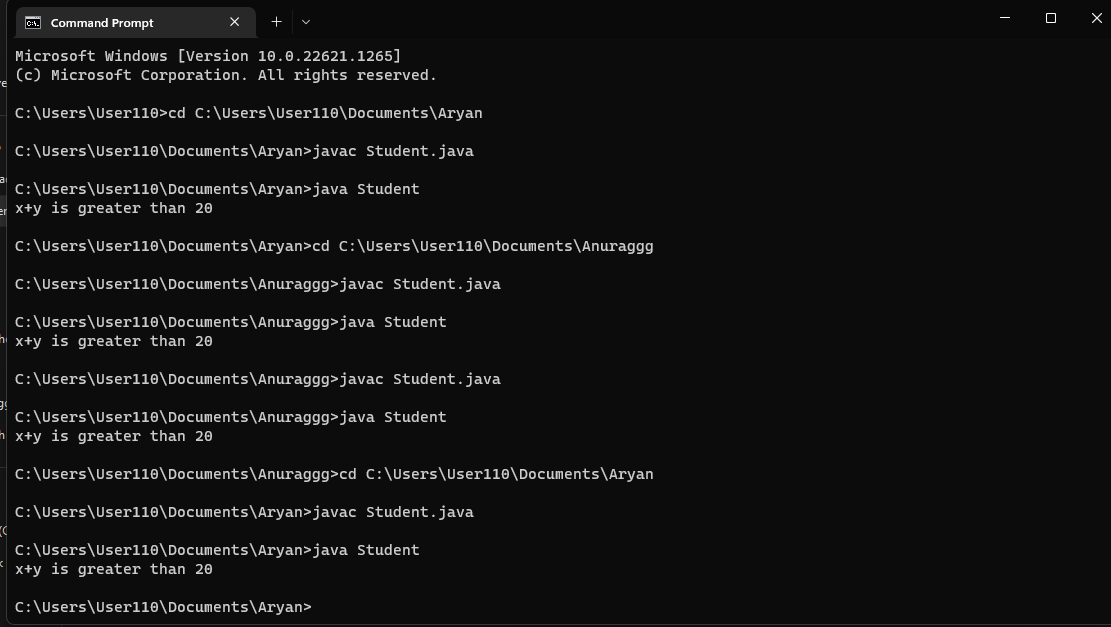 Command Prompt
Microsoft Windows [Version 10.0.22621.1265]
(c) Microsoft Corporation. All rights reserved.
C:\Users\User110>cd C:\Users\User110\Documents\Aryan
C:\Users\User110\Documents\Aryan>javac Student.java
C:\Users\User110\Documents\Aryan>java Student
x+y is greater than 20
C:\Users\User110\Documents\Aryan>cd C:\Users\User110\Documents\Anuraggg
C:\Users\User110\Documents\Anuraggg>javac Student.java
C:\Users\User110\Documents\Anuraggg>java Student
x+y is greater than 20
C:\Users\User110\Documents\Anuraggg>javac Student.java
C:\Users\User110\Documents\Anuraggg>java Student
x+y is greater than 20
C:\Users\User110\Documents\Anuraggg>cd C:\Users\User110\Documents\Aryan
C:\Users\User110\Documents\Aryan>javac Student.java
C:\Users\User110\Documents\Aryan>java Student
x+y is greater than 20
C:\Users\User110\Documents\Aryan>